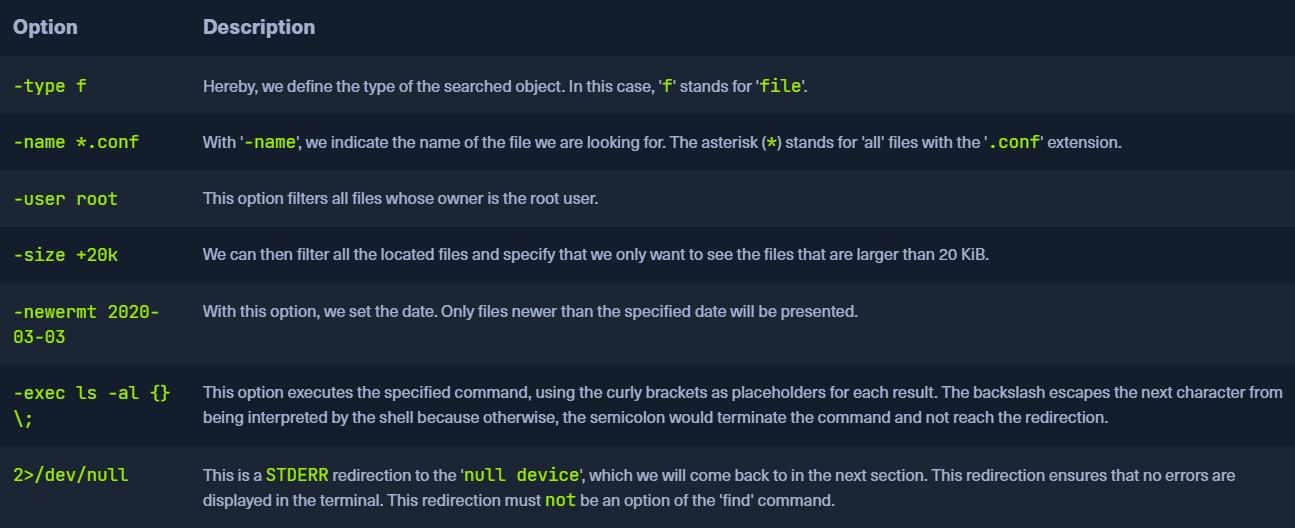 Option Description
-type f Hereby, we define the type of the searched object. In this case, 'f' stands for 'file'.
-name *.conf With '-name', we indicate the name of the file we are looking for. The asterisk (*) stands for 'all' files with the '.conf' extension.
-user root This option filters all files whose owner is the root user.
-size +20k We can then filter all the located files and specify that we only want to see the files that are larger than 20 KiB.
-newermt 2020-
03-03
With this option, we set the date. Only files newer than the specified date will be presented.
-exec ls -al {}
\;
This option executes the specified command, using the curly brackets as placeholders for each result. The backslash escapes the next character from
being interpreted by the shell because otherwise, the semicolon would terminate the command and not reach the redirection.
2>/dev/null
This is a STDERR redirection to the 'null device', which we will come back to in the next section. This redirection ensures that no errors are
displayed in the terminal. This redirection must not be an option of the 'find' command.